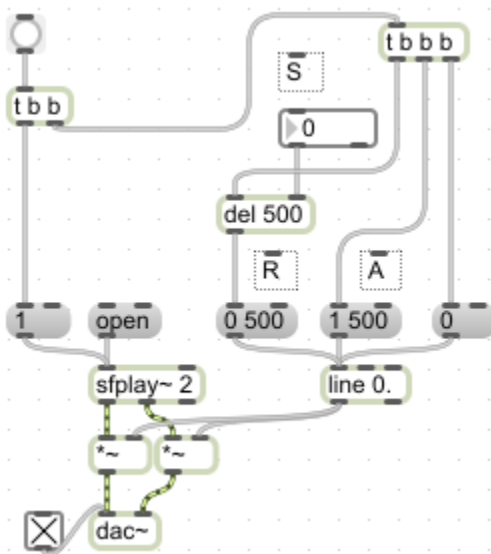 t b b b
S
t b b
0
del 500
R
A
1
open
0 500
1 500
0
sfplay~ 2
line 0.
*~
*~
dac~